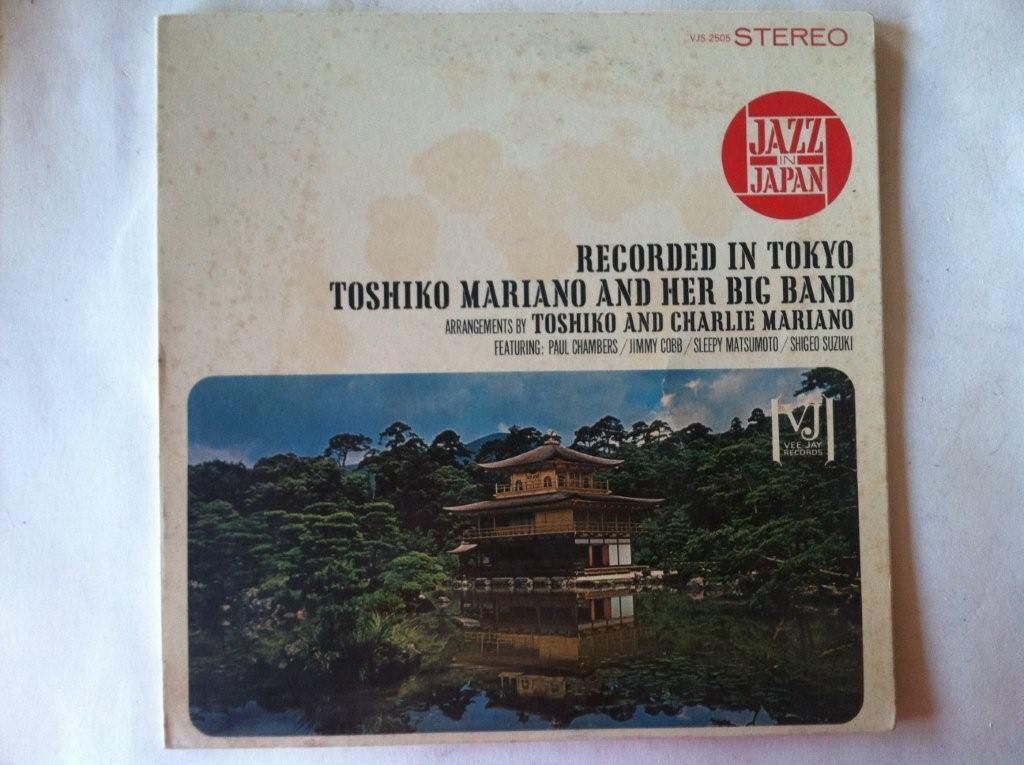 VJS 2505 STEREO
JAZZ
IN
JAPAN
RECORDED IN TOKYO
TOSHIKO MARIANO AND HER BIG BAND
ARRANGEMENTS BY TOSHIKO AND CHARLIE MARIANO
FEATURING: PAUL CHAMBERS / JIMMY COBB / SLEEPY MATSUMOTO / SHIGEO SUZUKI
VJ
VEE JAY
RECORDS